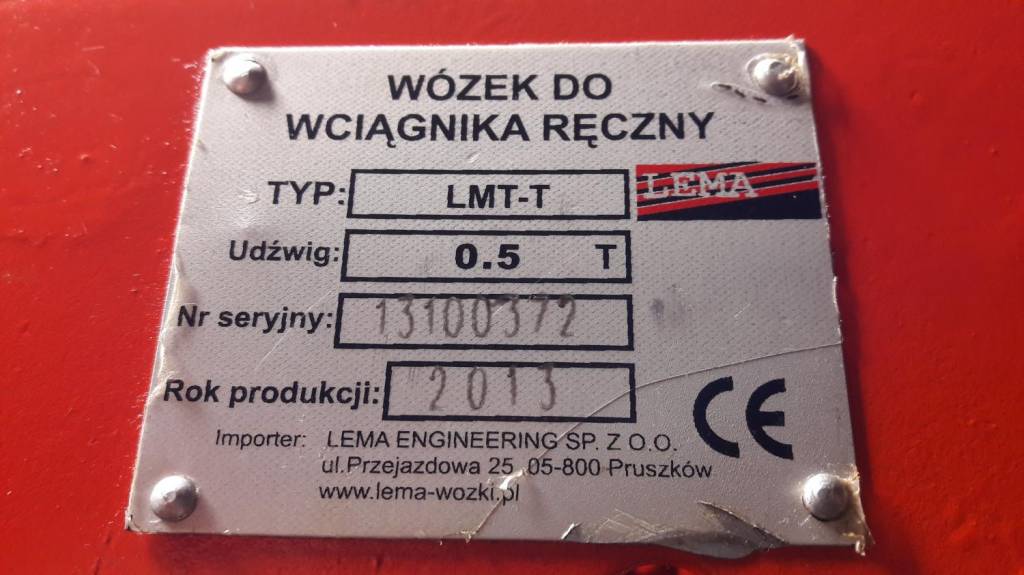 WÓZEK DO
WCIĄGNIKA RĘCZNY
TYP: LMT-T LEMA
Udźwig: 0.5 T
Nr seryjny: 13100372
Rok produkcji: 2013
CE
Importer: LEMA ENGINEERING SP. Z O.O.
ul.Przejazdowa 25, 05-800 Pruszków
www.lema-wozki.pl